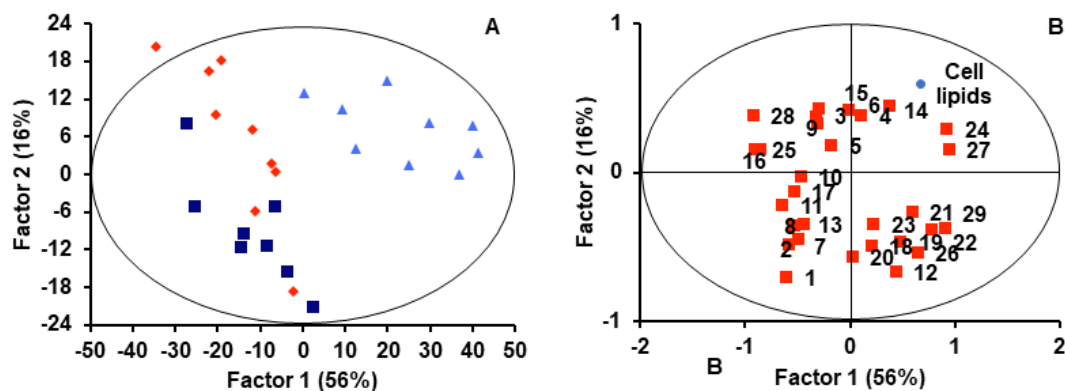 A
Factor 2 (16%)
24
18
12
6
0
-6
-12
-18
-24
-50 -40 -30 -20 -10 0 10 20 30 40 50
Factor 1 (56%)
B
Factor 2 (16%)
1
0
-1
Cell
lipids
15
28 3 6 14
9 4 24
25 5 27
16
10
17
11 21 29
8 13 23
2 7 18 19 22
20 26
1 12
-2 -1 0 1 2
B Factor 1 (56%)